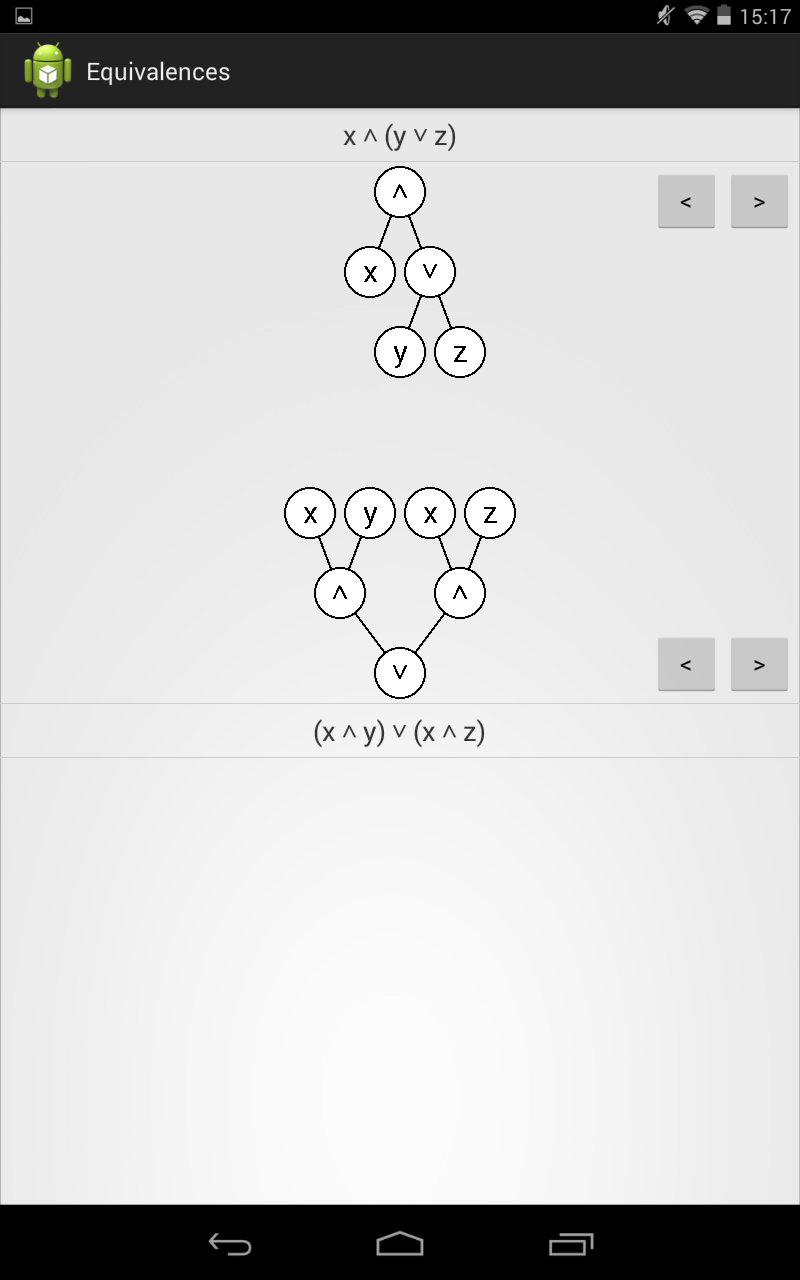 15:17
Equivalences
x ∧ (y ∨ z)
∧
< >
x ∨
y z
x y x z
∧ ∧
∨
< >
(x ∧ y) ∨ (x ∧ z)